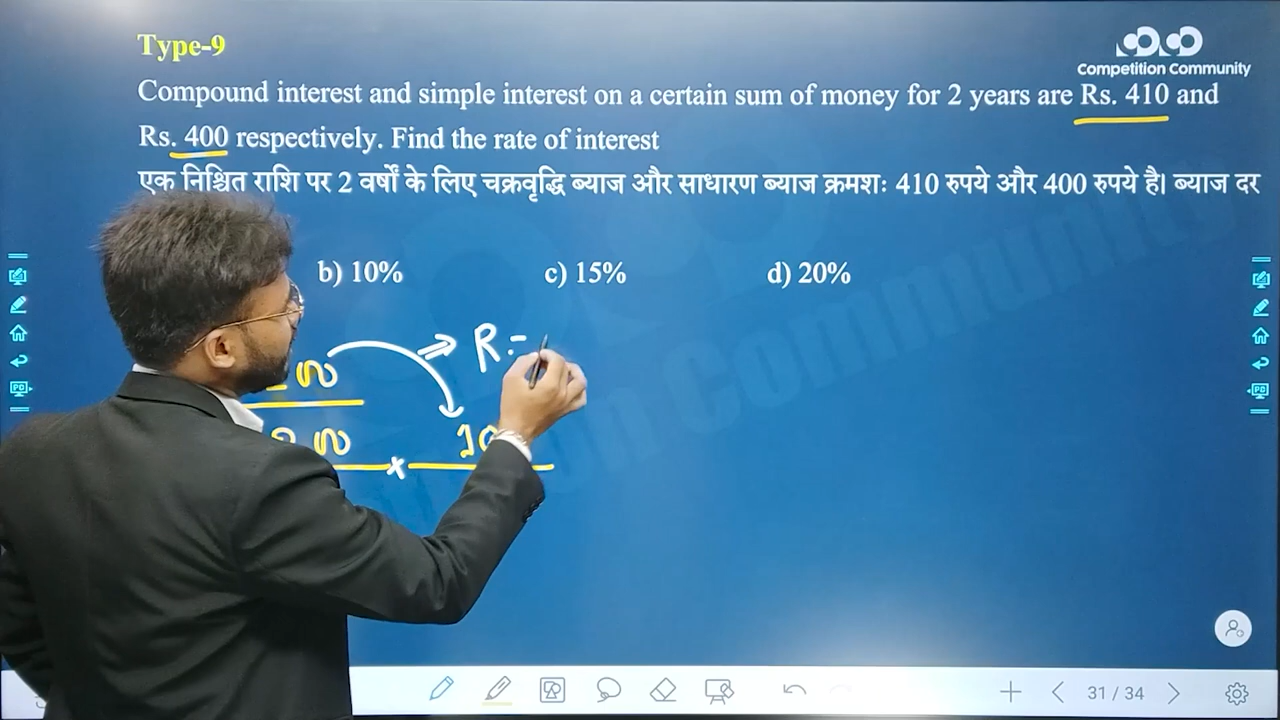 Type-9
Competition Community
Compound interest and simple interest on a certain sum of money for 2 years are Rs. 410 and
Rs. 400 respectively. Find the rate of interest
एक निश्चित राशि पर 2 वर्षों के लिए चक्रवृद्धि ब्याज और साधारण ब्याज क्रमशः 410 रुपये और 400 रुपये है। ब्याज दर
b) 10%
c) 15%
d) 20%
R :-
×
31 / 34